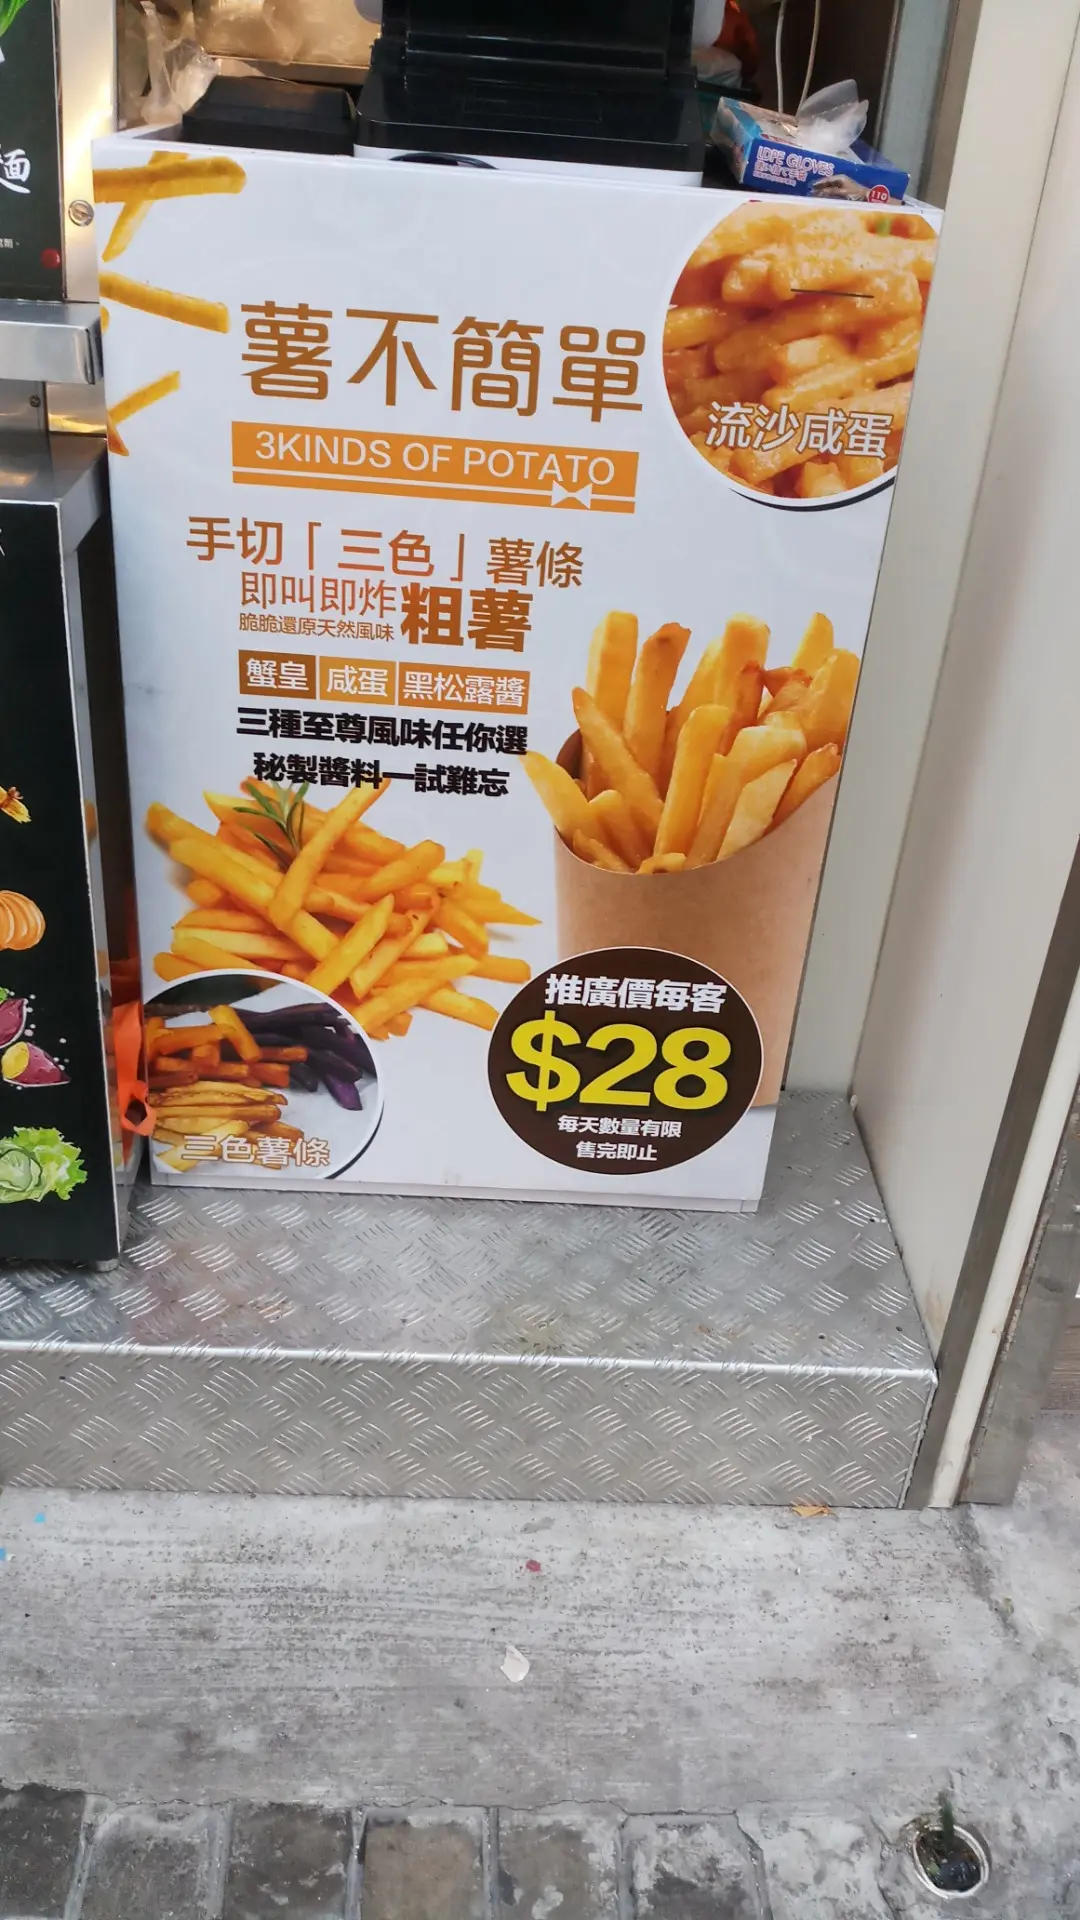 麵
LDPE GLOVES
110
薯不簡單
3KINDS OF POTATO
流沙咸蛋
手切「三色」薯條
即叫即炸
脆脆還原天然風味
粗薯
蟹皇 咸蛋 黑松露醬
三種至尊風味任你選
秘製醬料一試難忘
推廣價每客
$28
每天數量有限
售完即止
三色薯條